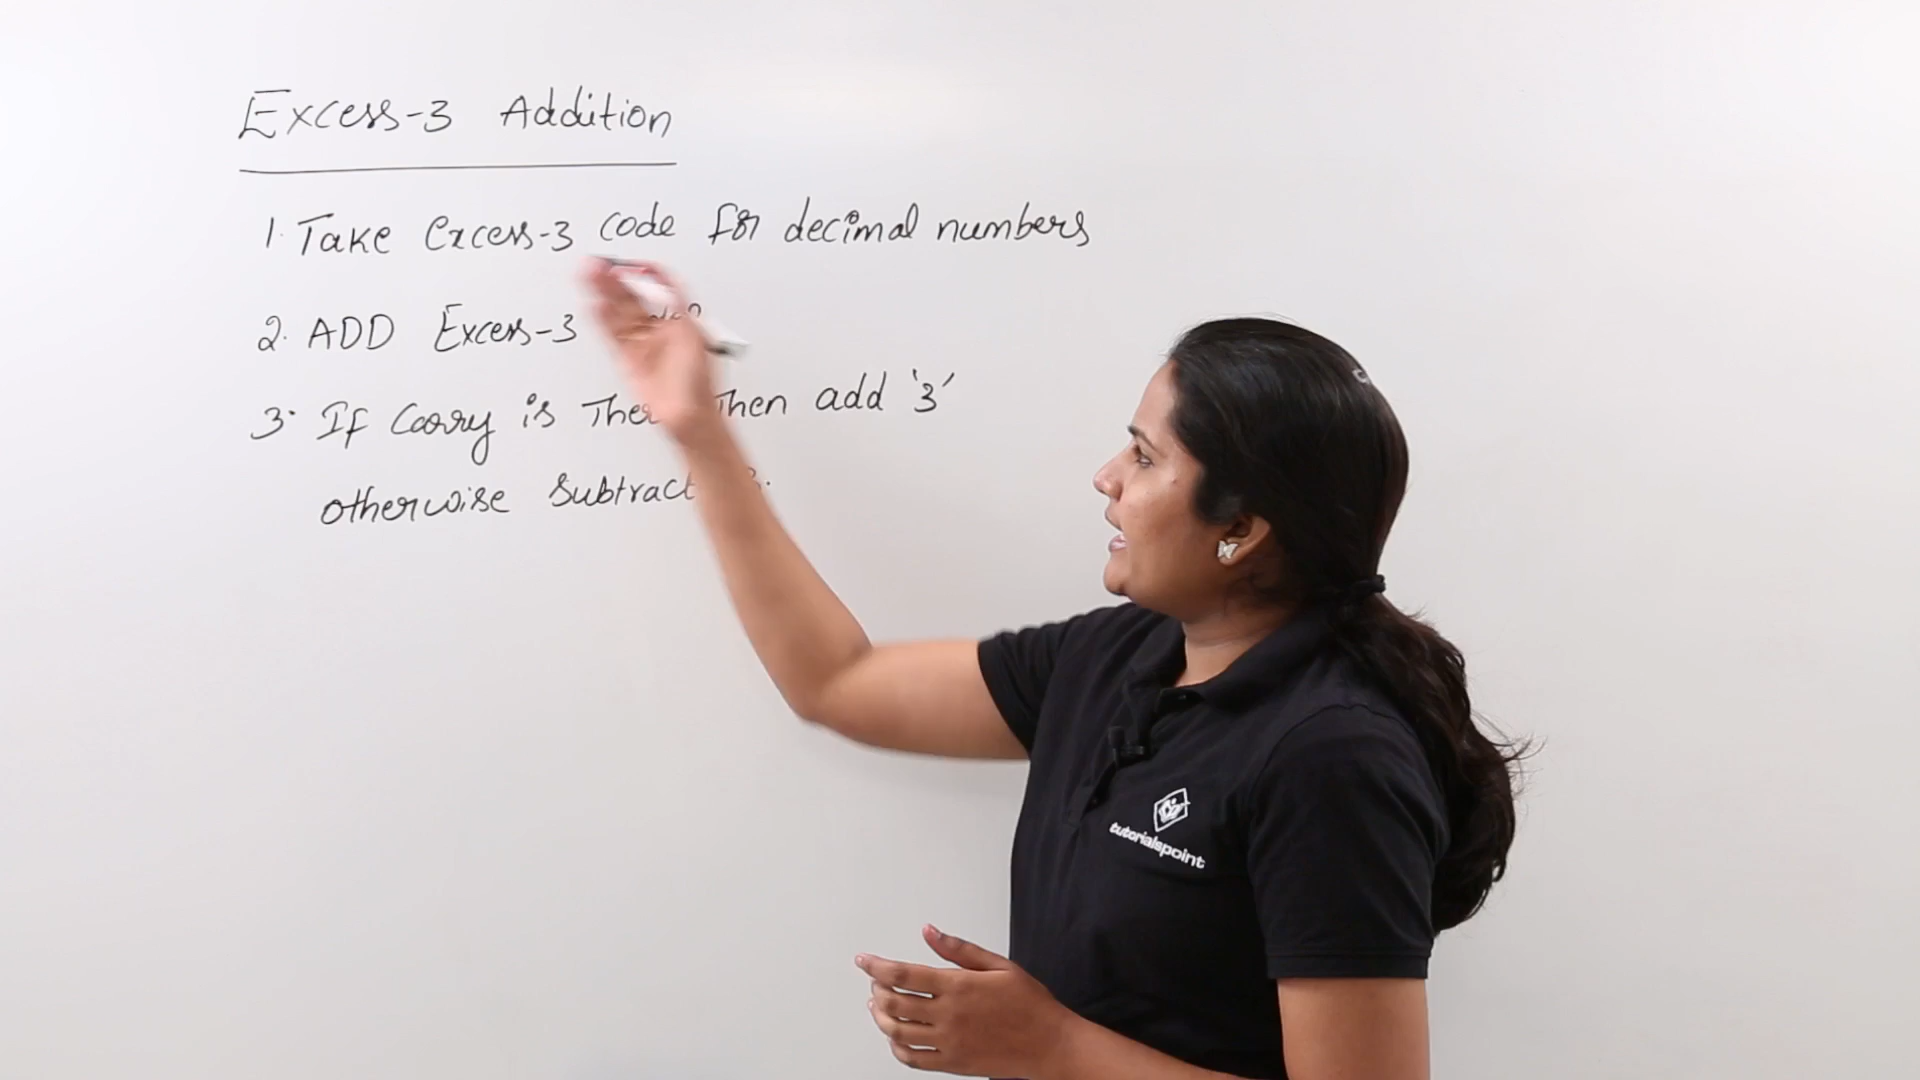 Excess-3 Addition
1. Take Excess-3 code for decimal numbers
2. ADD Excess-3
3. If Carry is then add '3'
otherwise Subtract
tutorialspoint